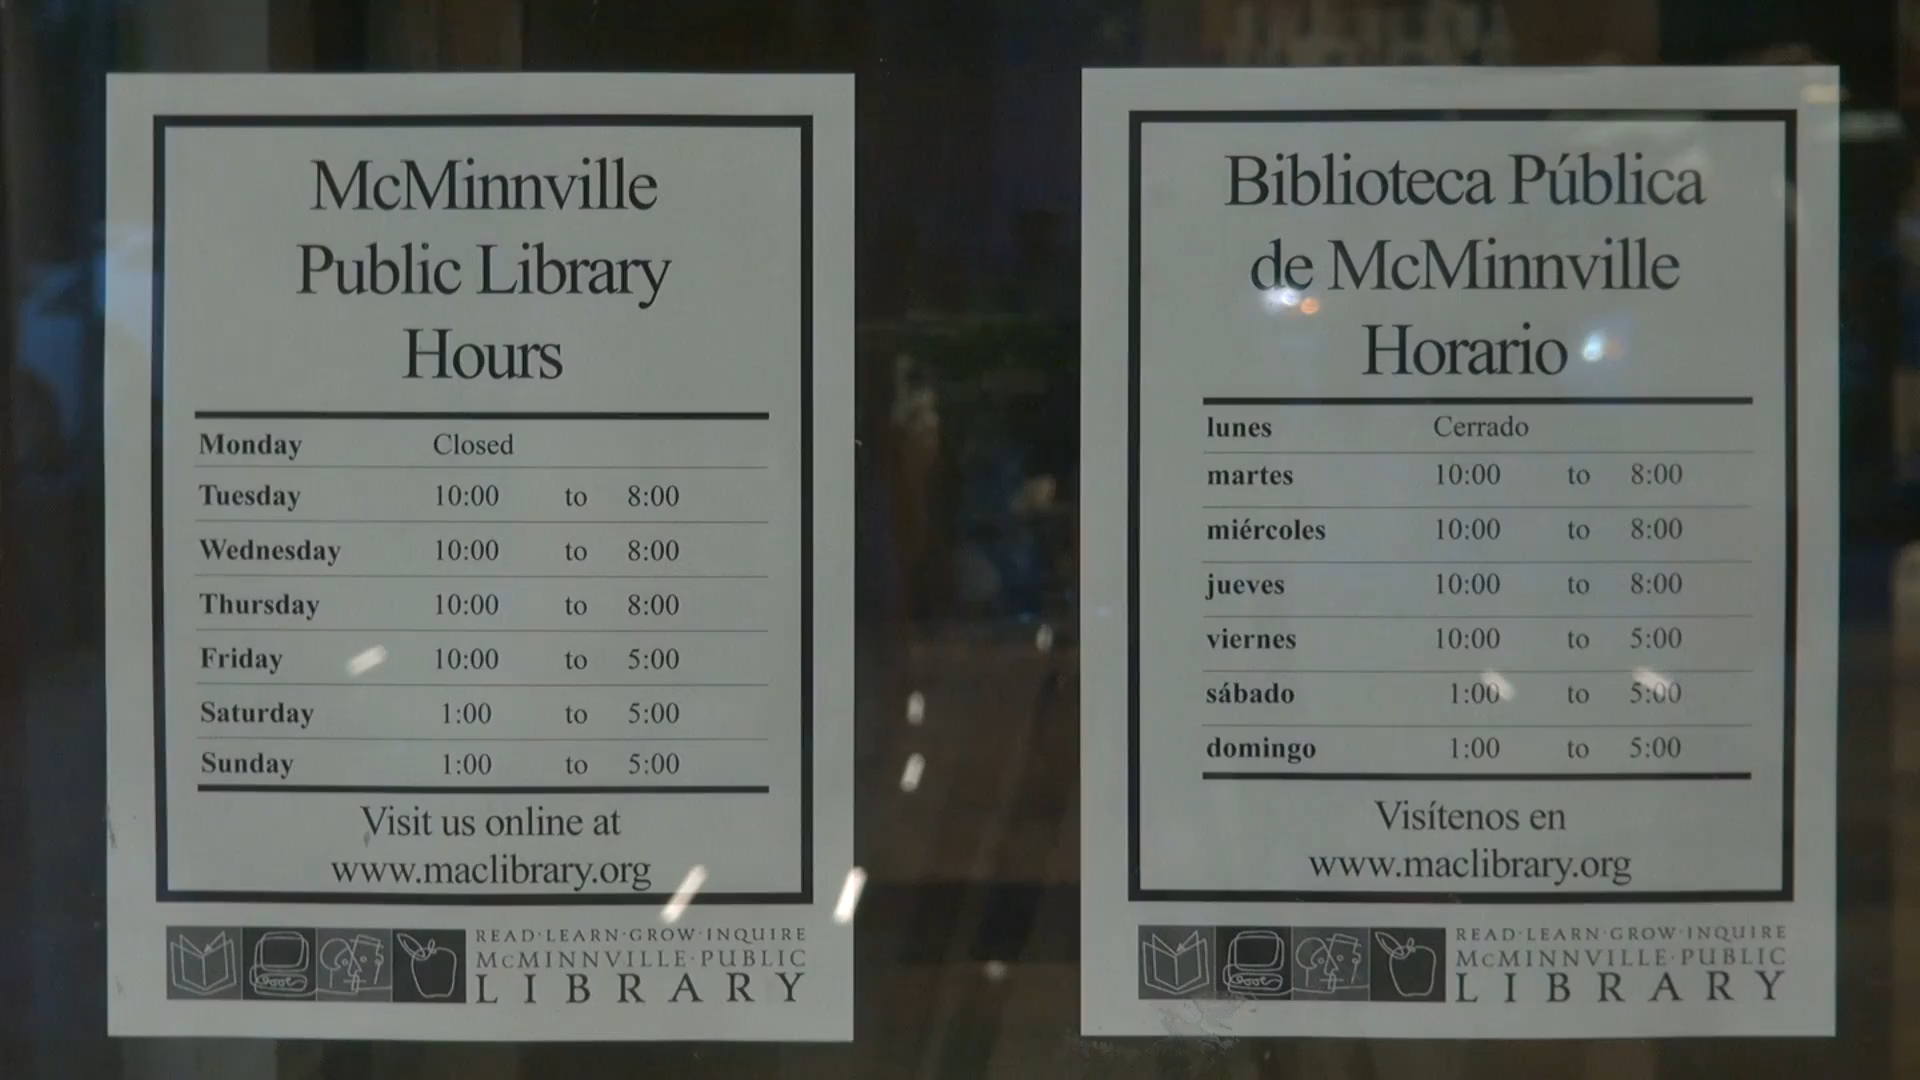 McMinnville
Public Library
Hours
Monday Closed
Tuesday 10:00 to 8:00
Wednesday 10:00 to 8:00
Thursday 10:00 to 8:00
Friday 10:00 to 5:00
Saturday 1:00 to 5:00
Sunday 1:00 to 5:00
Visit us online at
www.maclibrary.org
READ·LEARN·GROW·INQUIRE
MCMINNVILLE·PUBLIC
LIBRARY
Biblioteca Pública
de McMinnville
Horario
lunes Cerrado
martes 10:00 to 8:00
miércoles 10:00 to 8:00
jueves 10:00 to 8:00
viernes 10:00 to 5:00
sábado 1:00 to 5:00
domingo 1:00 to 5:00
Visítenos en
www.maclibrary.org
READ·LEARN·GROW·INQUIRE
MCMINNVILLE·PUBLIC
LIBRARY